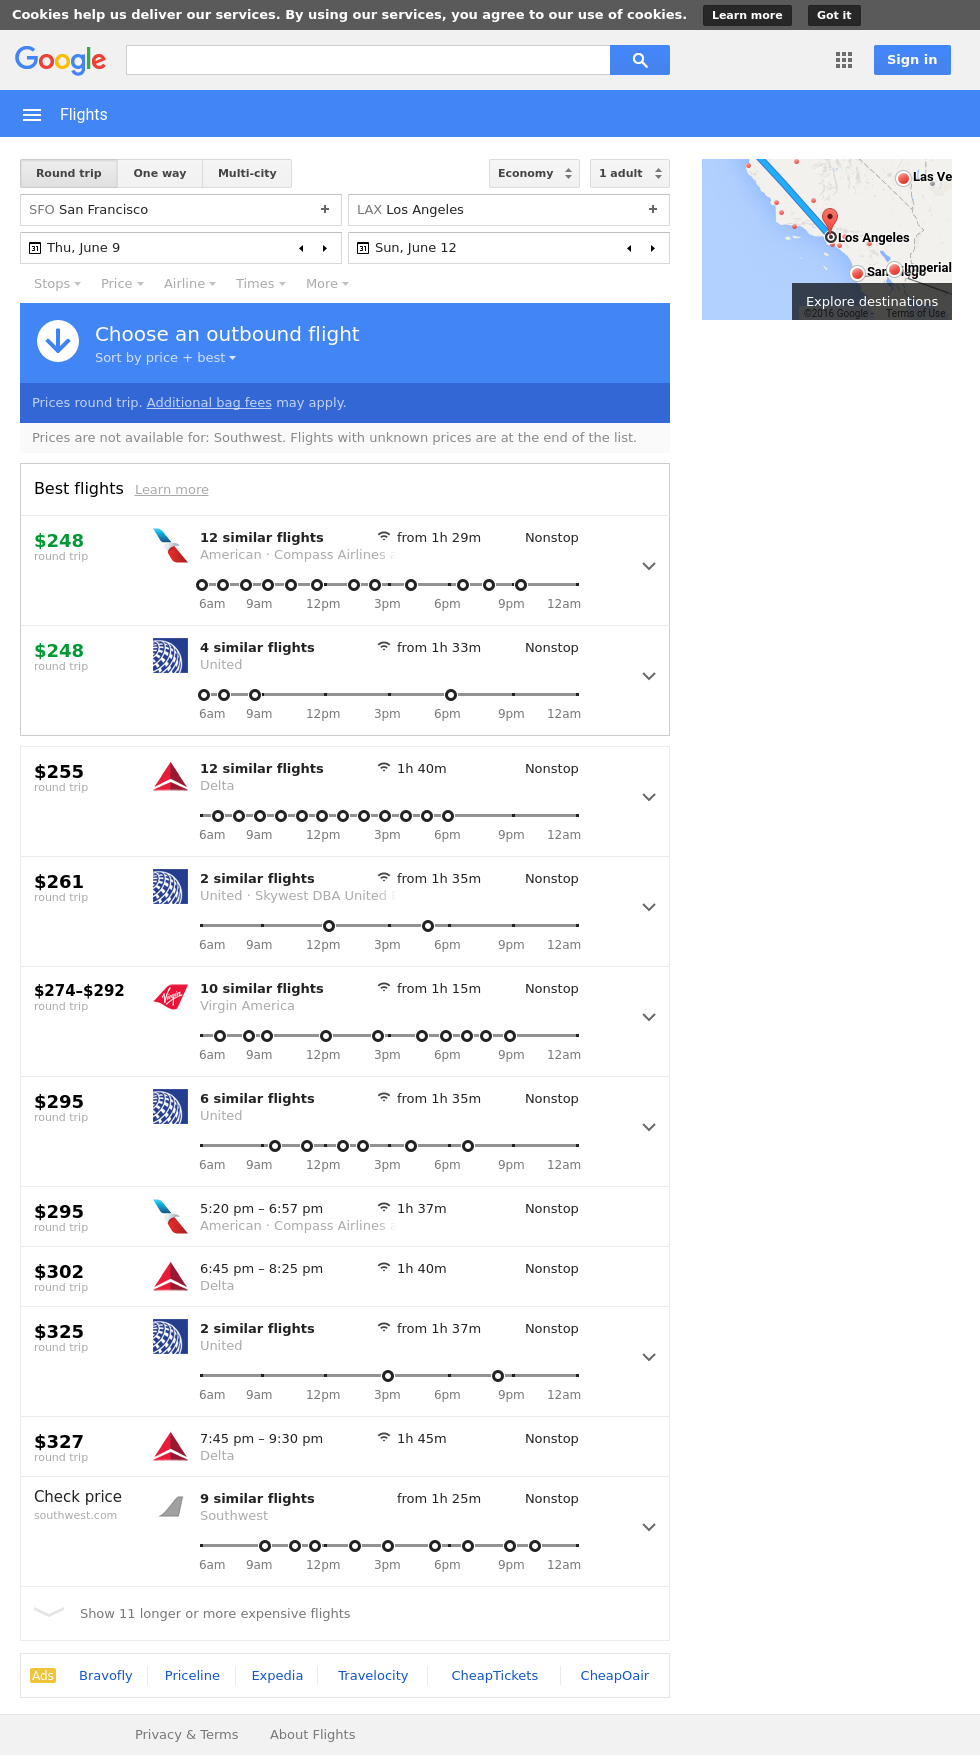 Cookies help us deliver our services. By using our services, you agree to our use of cookies. Learn more Got it
Google
Sign in
Flights
Round trip One way Multi-city Economy 1 adult
SFO San Francisco + LAX Los Angeles +
31 Thu, June 9 31 Sun, June 12
Stops Price Airline Times More
Las Ve
Los Angeles
Imperial
Explore destinations
©2016 Google - Terms of Use
Choose an outbound flight
Sort by price + best
Prices round trip. Additional bag fees may apply.
Prices are not available for: Southwest. Flights with unknown prices are at the end of the list.
Best flights Learn more
$248 12 similar flights from 1h 29m Nonstop
round trip American · Compass Airlines a
6am 9am 12pm 3pm 6pm 9pm 12am
$248 4 similar flights from 1h 33m Nonstop
round trip United
6am 9am 12pm 3pm 6pm 9pm 12am
$255 12 similar flights 1h 40m Nonstop
round trip Delta
6am 9am 12pm 3pm 6pm 9pm 12am
$261 2 similar flights from 1h 35m Nonstop
round trip United · Skywest DBA United
6am 9am 12pm 3pm 6pm 9pm 12am
$274–$292 Virgin 10 similar flights from 1h 15m Nonstop
round trip Virgin America
6am 9am 12pm 3pm 6pm 9pm 12am
$295 6 similar flights from 1h 35m Nonstop
round trip United
6am 9am 12pm 3pm 6pm 9pm 12am
$295 5:20 pm – 6:57 pm 1h 37m Nonstop
round trip American · Compass Airlines a
$302 6:45 pm – 8:25 pm 1h 40m Nonstop
round trip Delta
$325 2 similar flights from 1h 37m Nonstop
round trip United
6am 9am 12pm 3pm 6pm 9pm 12am
$327 7:45 pm – 9:30 pm 1h 45m Nonstop
round trip Delta
Check price 9 similar flights from 1h 25m Nonstop
southwest.com Southwest
6am 9am 12pm 3pm 6pm 9pm 12am
Show 11 longer or more expensive flights
Ads Bravofly Priceline Expedia Travelocity CheapTickets CheapOair
Privacy & Terms About Flights